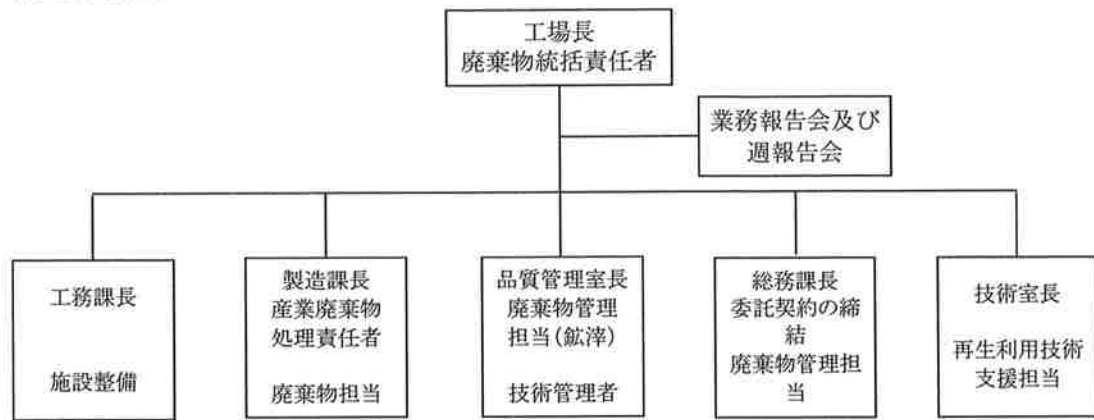 工場長
廃棄物統括責任者
業務報告会及び
週報告会
工務課長
施設整備
製造課長
産業廃棄物
処理責任者
廃棄物担当
品質管理室長
廃棄物管理
担当(鉱滓)
技術管理者
総務課長
委託契約の締
結
廃棄物管理担
当
技術室長
再生利用技術
支援担当